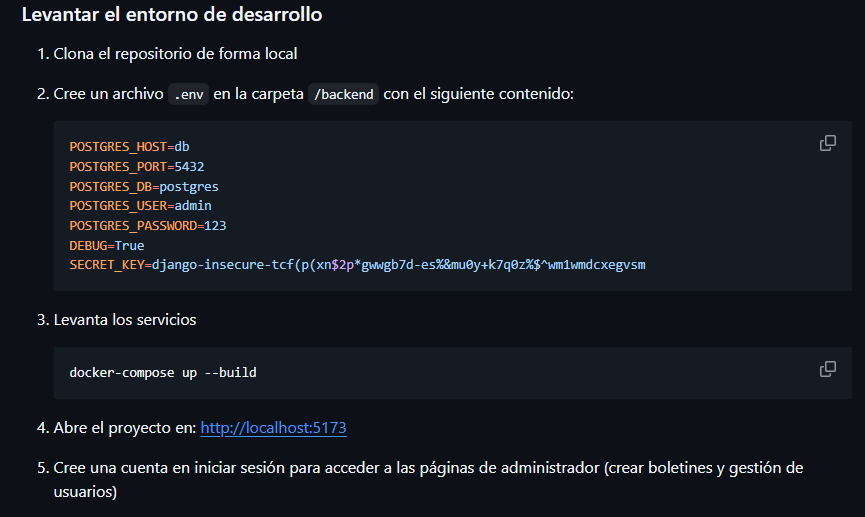 Levantar el entorno de desarrollo
1. Clona el repositorio de forma local
2. Cree un archivo .env en la carpeta /backend con el siguiente contenido:
POSTGRES_HOST=db
POSTGRES_PORT=5432
POSTGRES_DB=postgres
POSTGRES_USER=admin
POSTGRES_PASSWORD=123
DEBUG=True
SECRET_KEY=django-insecure-tcf(p(xn$2p*gwwgb7d-es%&mu0y+k7q0z%$^wm1wmdcxegvsm
3. Levanta los servicios
docker-compose up --build
4. Abre el proyecto en: http://localhost:5173
5. Cree una cuenta en iniciar sesión para acceder a las páginas de administrador (crear boletines y gestión de
usuarios)